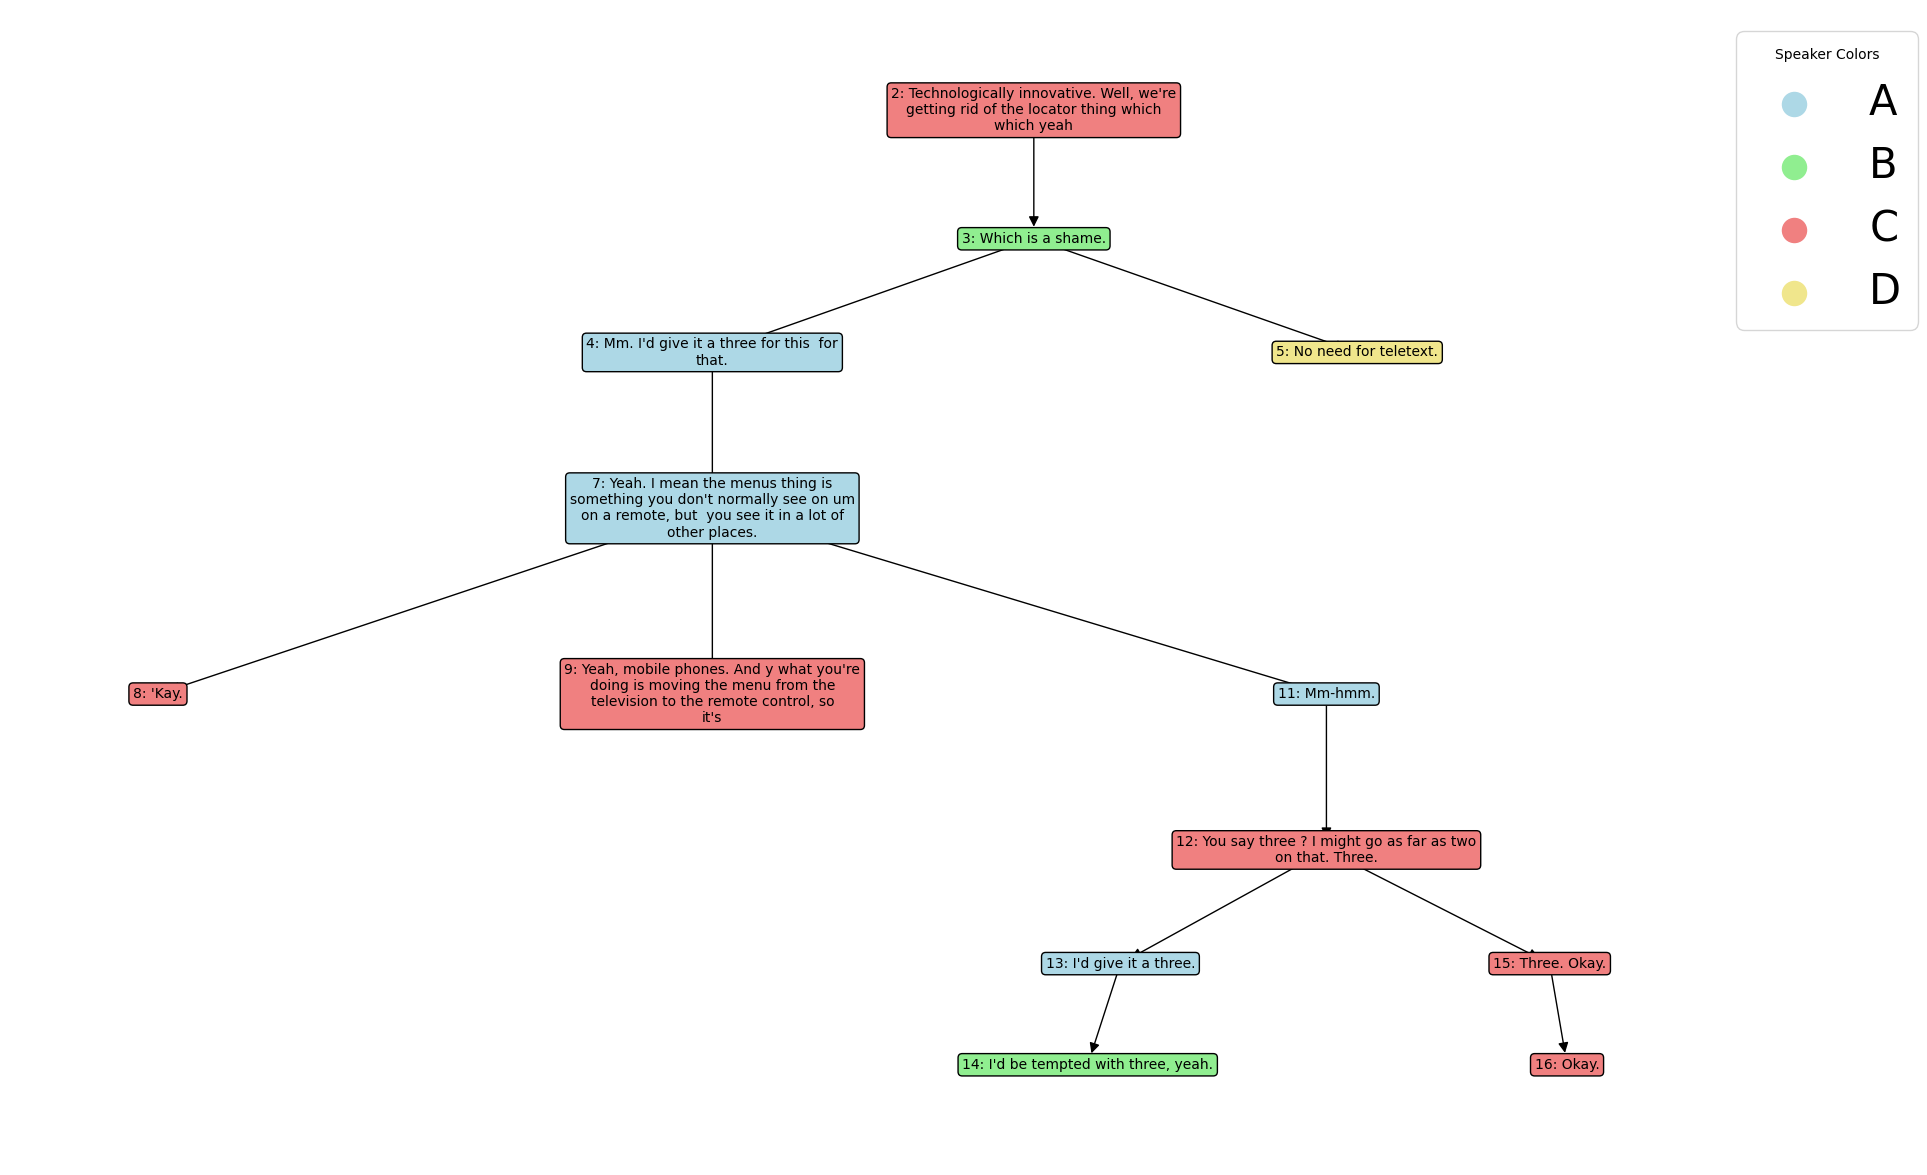 Speaker Colors
A
B
C
D
2: Technologically innovative. Well, we're
getting rid of the locator thing which
which yeah
3: Which is a shame.
4: Mm. I'd give it a three for this  for
that.
5: No need for teletext.
7: Yeah. I mean the menus thing is
something you don't normally see on um
on a remote, but  you see it in a lot of
other places.
8: 'Kay.
9: Yeah, mobile phones. And y what you're
doing is moving the menu from the
television to the remote control, so
it's
11: Mm-hmm.
12: You say three ? I might go as far as two
on that. Three.
13: I'd give it a three.
15: Three. Okay.
14: I'd be tempted with three, yeah.
16: Okay.